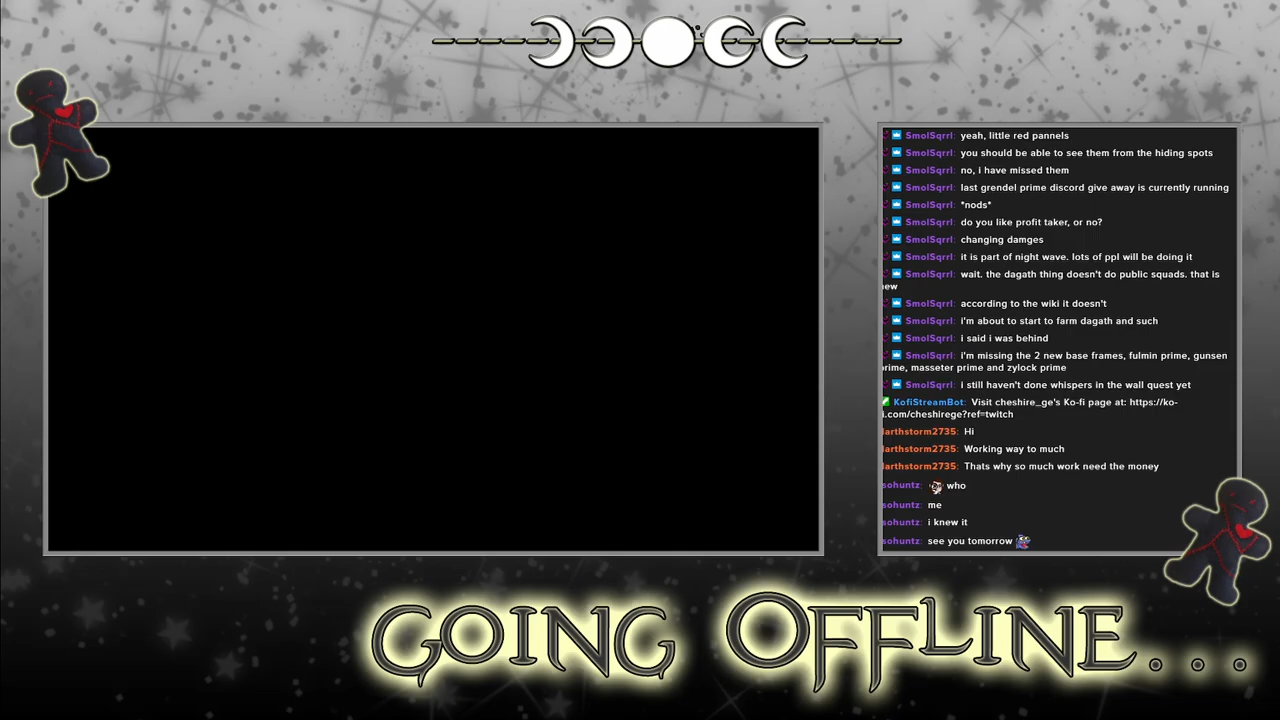 SmolSqrrl: yeah, little red pannels
SmolSqrrl: you should be able to see them from the hiding spots
SmolSqrrl: no, i have missed them
SmolSqrrl: last grendel prime discord give away is currently running
SmolSqrrl: *nods*
SmolSqrrl: do you like profit taker, or no?
SmolSqrrl: changing damges
SmolSqrrl: it is part of night wave. lots of ppl will be doing it
SmolSqrrl: wait. the dagath thing doesn't do public squads. that is
ew
SmolSqrrl: according to the wiki it doesn't
SmolSqrrl: i'm about to start to farm dagath and such
SmolSqrrl: i said i was behind
SmolSqrrl: i'm missing the 2 new base frames, fulmin prime, gunsen
rime, masseter prime and zylock prime
SmolSqrrl: i still haven't done whispers in the wall quest yet
KofiStreamBot: Visit cheshire_ge's Ko-fi page at: https://ko-
i.com/cheshirege?ref=twitch
arthstorm2735: Hi
arthstorm2735: Working way to much
arthstorm2735: Thats why so much work need the money
sohuntz: who
sohuntz: me
sohuntz: i knew it
sohuntz: see you tomorrow
GOING OFFLINE...